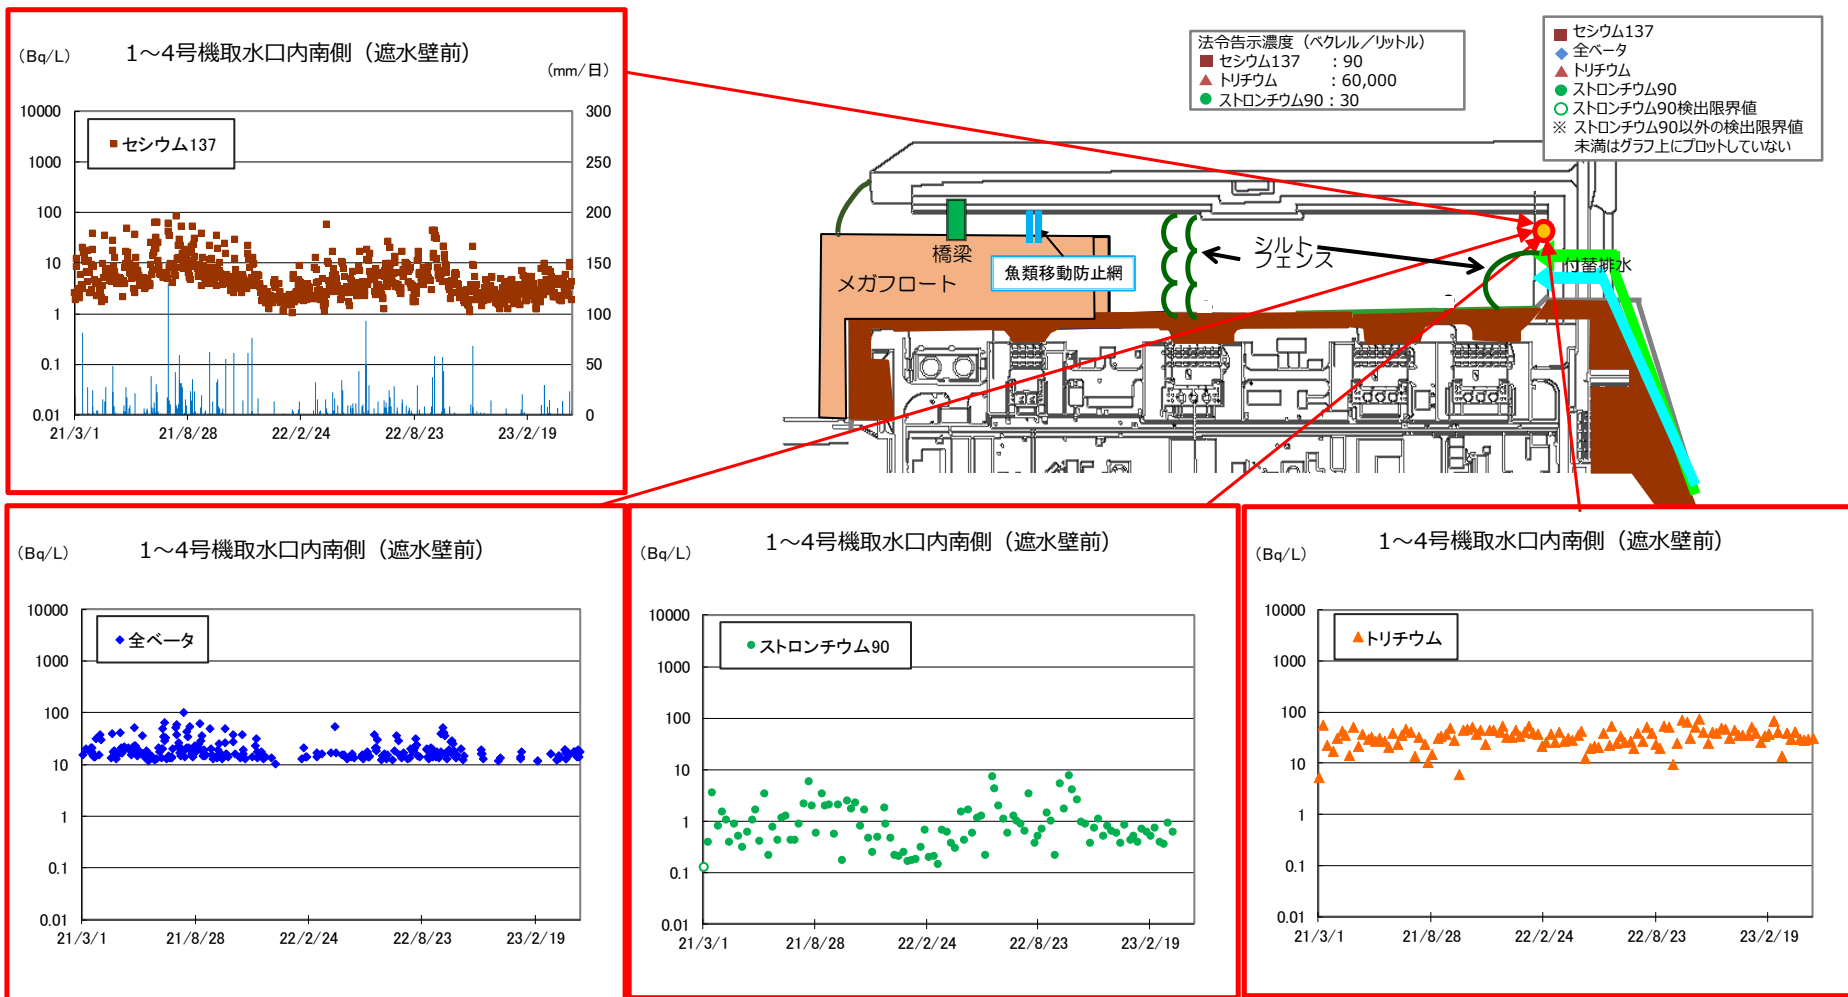 (Bq/L)
1～4号機取水口内南側（遮水壁前）
(mm/日)
10000
1000
100
10
1
0.1
0.01
300
250
200
150
100
50
0
セシウム137
21/3/1
21/8/28
22/2/24
22/8/23
23/2/19
法令告示濃度（ベクレル／リットル）
セシウム137 ：90
トリチウム ：60,000
ストロンチウム90：30
セシウム137
全ベータ
トリチウム
ストロンチウム90
ストロンチウム90検出限界値
※ ストロンチウム90以外の検出限界値
未満はグラフ上にプロットしていない
橋梁
メガフロート
魚類移動防止網
シルト
フェンス
付替排水
(Bq/L)
1～4号機取水口内南側（遮水壁前）
10000
1000
100
10
1
0.1
0.01
全ベータ
21/3/1
21/8/28
22/2/24
22/8/23
23/2/19
(Bq/L)
1～4号機取水口内南側（遮水壁前）
10000
1000
100
10
1
0.1
0.01
ストロンチウム90
21/3/1
21/8/28
22/2/24
22/8/23
23/2/19
(Bq/L)
1～4号機取水口内南側（遮水壁前）
10000
1000
100
10
1
0.1
0.01
トリチウム
21/3/1
21/8/28
22/2/24
22/8/23
23/2/19